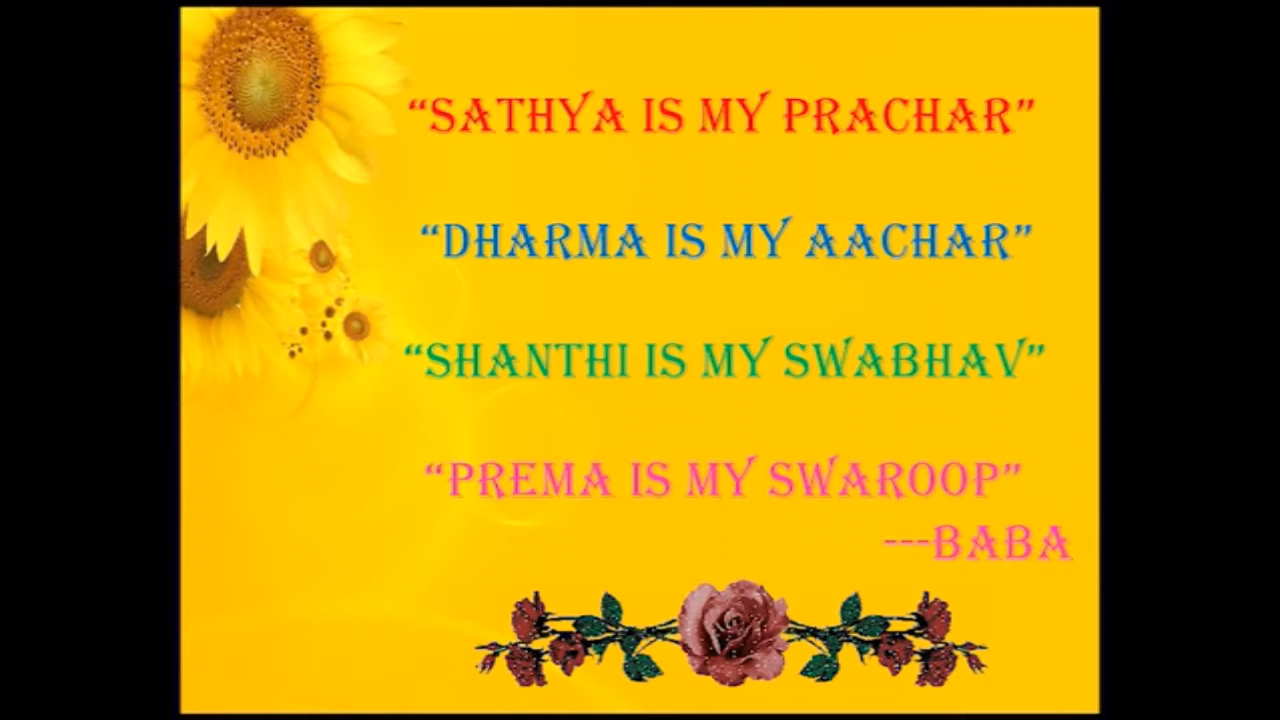 “SATHYA IS MY PRACHAR”
“DHARMA IS MY AACHAR”
“SHANTHI IS MY SWABHAV”
“PREMA IS MY SWAROOP”
---BABA